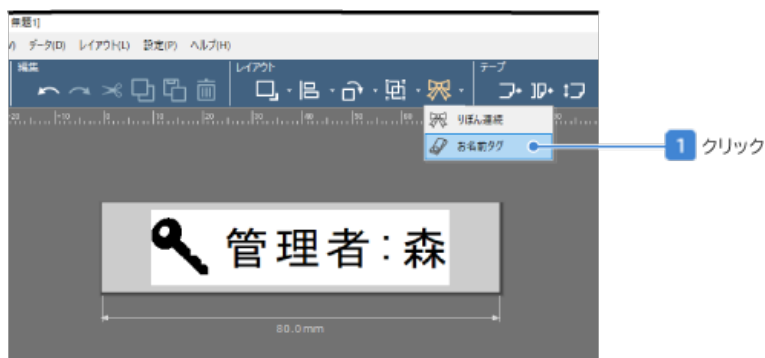 無題1]
データ(D) レイアウト(L) 設定(P) ヘルプ(H)
編集 レイアウト テープ
りぼん連続
お名前タグ
1 クリック
管理者:森
80.0mm